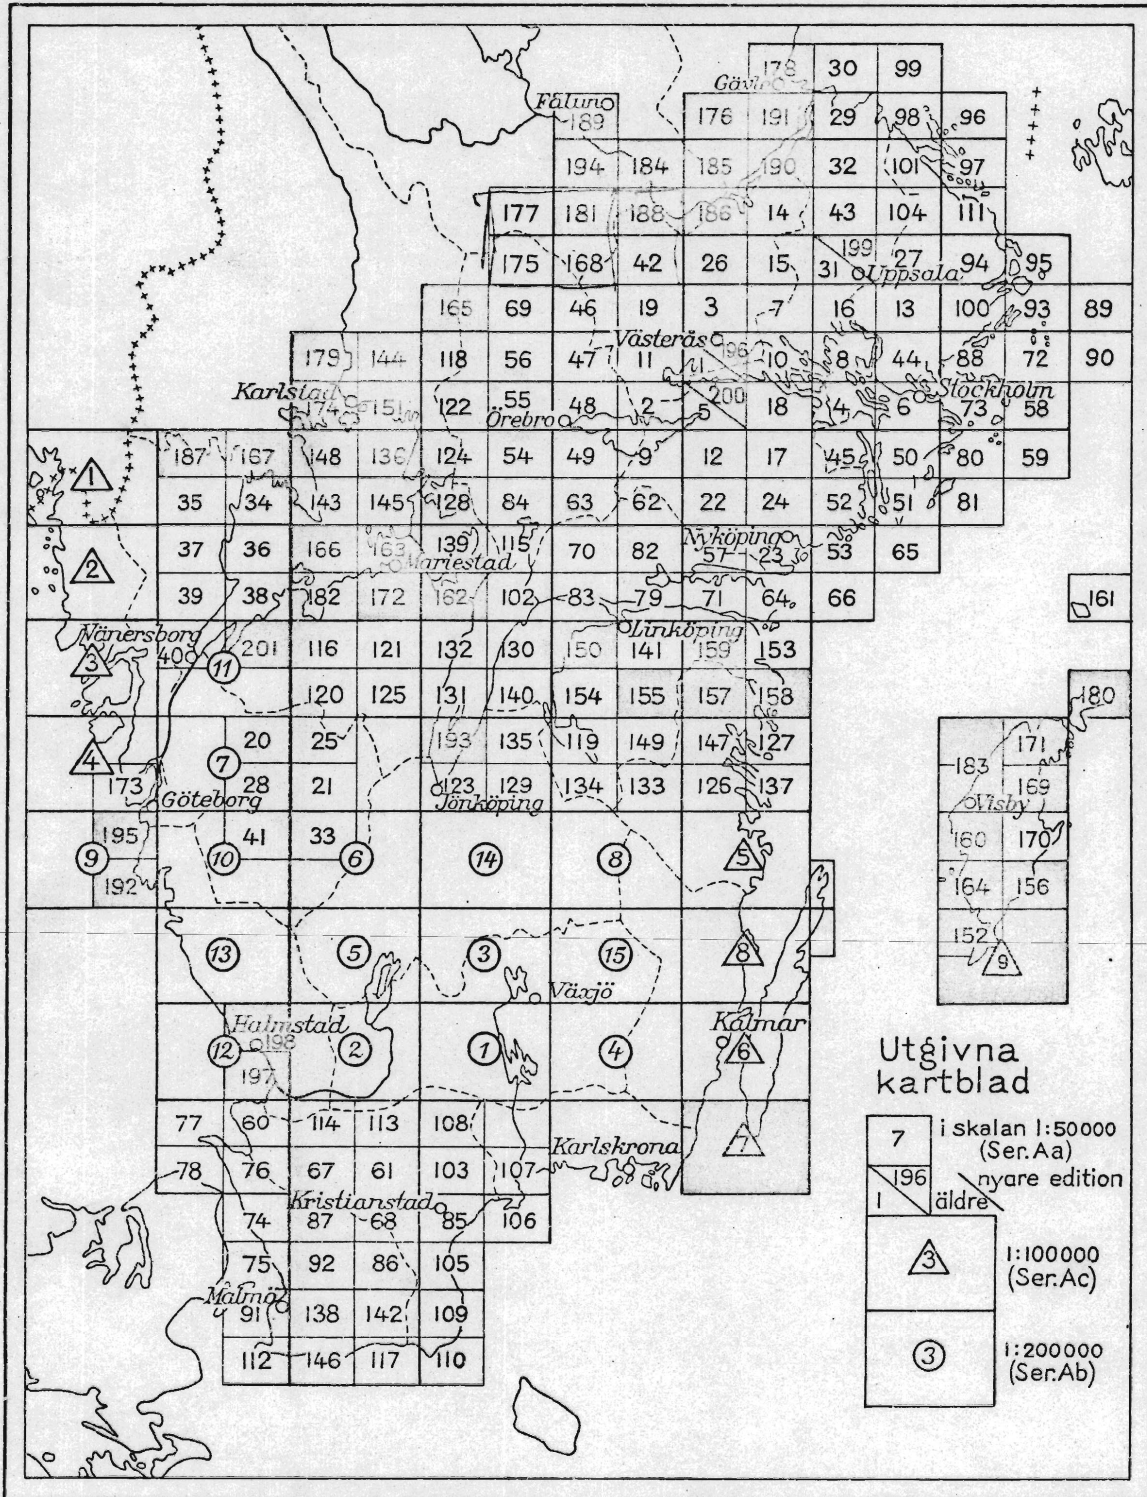 178 30 99
Gävle
Falun 176 191 29 98 96
189
194 184 185 190 32 101 97
177 181 188 186 14 43 104 111
175 168 42 26 15 199 27 94 95
31 Uppsala
165 69 46 19 3 7 16 13 100 93 89
Västerås
179 144 118 56 47 11 1 196 10 8 44 88 72 90
Karlstad Stockholm
174 151 122 55 48 2 5 200 18 4 6 73 58
Örebro
1 187 167 148 136 124 54 49 9 12 17 45 50 80 59
35 34 143 145 128 84 63 62 22 24 52 51 81
Nyköping
2 37 36 166 163 139 115 70 82 57 23 53 65
Mariestad
39 38 182 172 162 102 83 79 71 64 66 161
Vänersborg Linköping
3 40 11 201 116 121 132 130 150 141 159 153
120 125 131 140 154 155 157 158 180
4 7 20 25 193 135 119 149 147 127 183 171
173 28 21 123 129 134 133 126 137 169
Göteborg Jönköping Visby
195 41 33 160 170
9 10 6 14 8 5
192 164 156
13 5 3 15 8 152 9
Växjö
Halmstad Kalmar
12 198 2 1 4 6
197
77 60 114 113 108 7
Karlskrona
78 76 67 61 103 107
Kristianstad
74 87 68 85 106
75 92 86 105
Malmö
91 138 142 109
112 146 117 110
Utgivna
kartblad
7 i skalan 1:50000
(Ser.Aa)
196 nyare edition
1 äldre
3 1:100000
(Ser.Ac)
3 1:200000
(Ser.Ab)